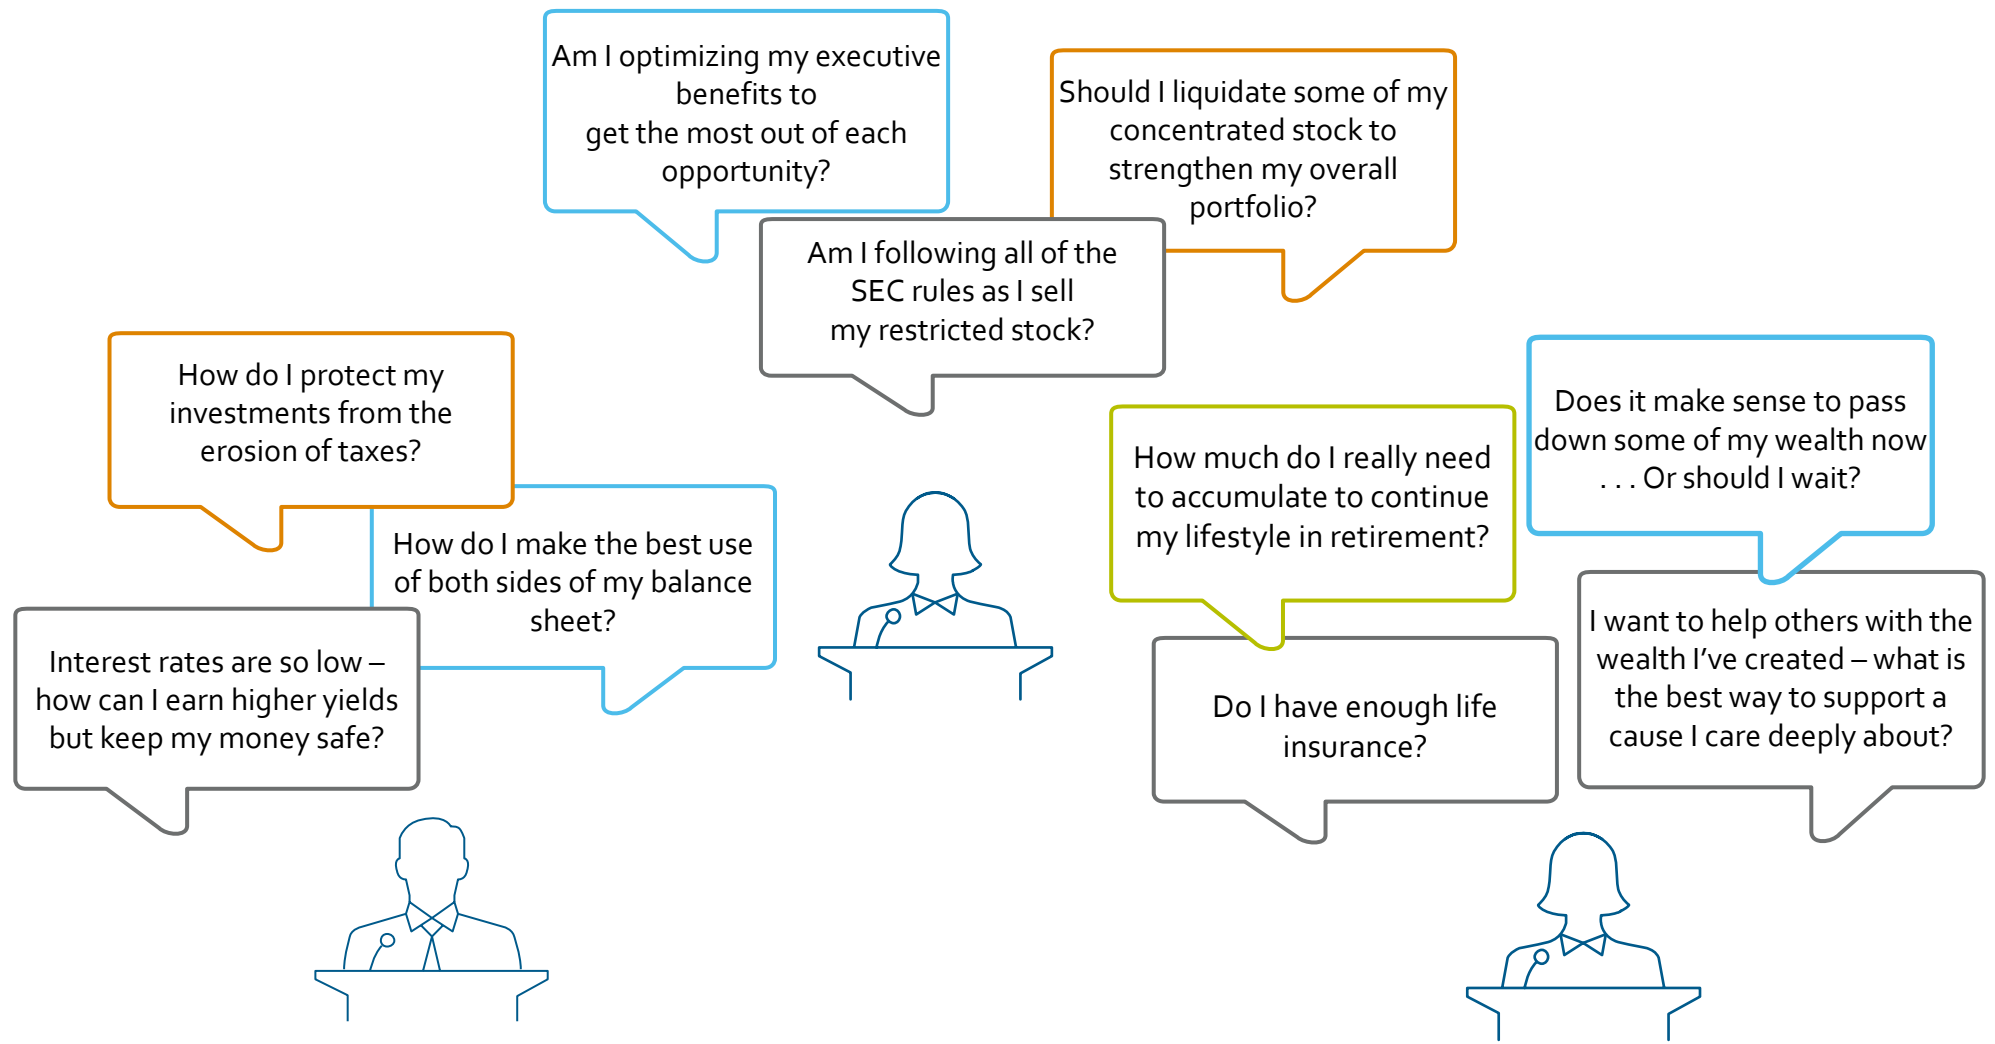 Am I optimizing my executive
benefits to
get the most out of each
opportunity?
Should I liquidate some of my
concentrated stock to
strengthen my overall
portfolio?
Am I following all of the
SEC rules as I sell
my restricted stock?
How do I protect my
investments from the
erosion of taxes?
How do I make the best use
of both sides of my balance
sheet?
Interest rates are so low –
how can I earn higher yields
but keep my money safe?
How much do I really need
to accumulate to continue
my lifestyle in retirement?
Does it make sense to pass
down some of my wealth now
. . . Or should I wait?
Do I have enough life
insurance?
I want to help others with the
wealth I’ve created – what is
the best way to support a
cause I care deeply about?